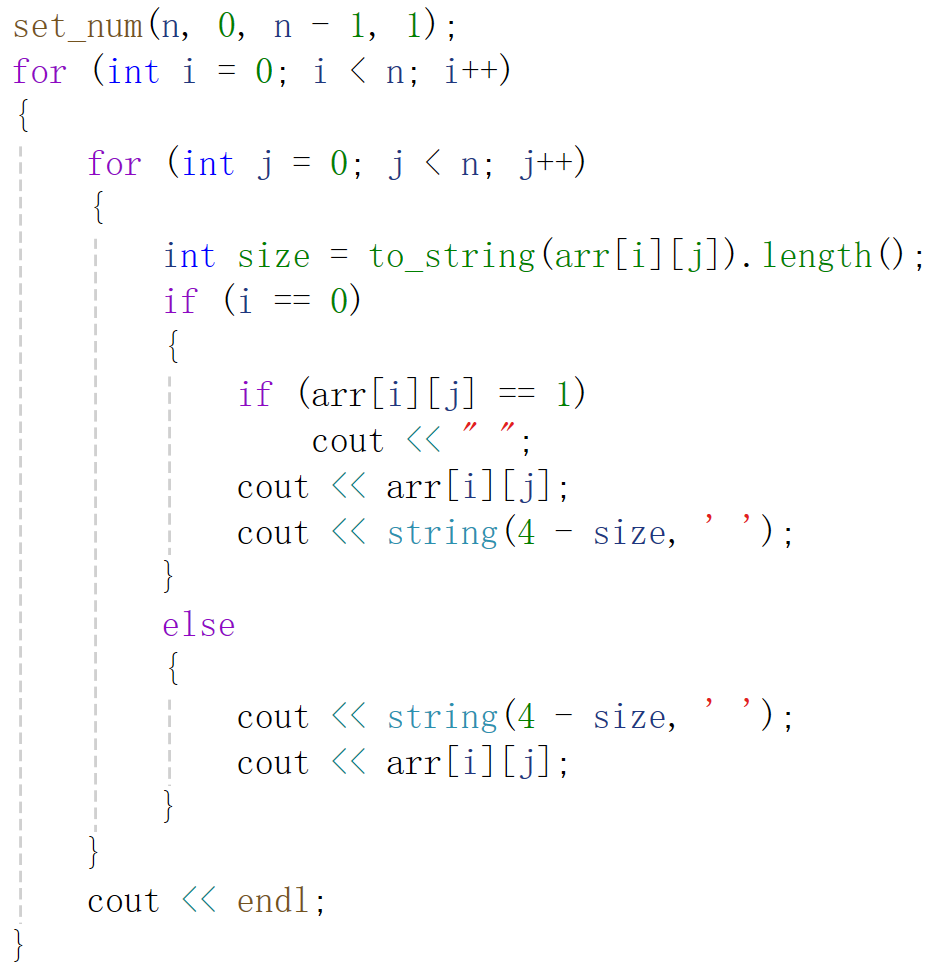 set_num(n, 0, n - 1, 1);
for (int i = 0; i < n; i++)
{
    for (int j = 0; j < n; j++)
    {
        int size = to_string(arr[i][j]).length();
        if (i == 0)
        {
            if (arr[i][j] == 1)
                cout << " ";
            cout << arr[i][j];
            cout << string(4 - size, ' ');
        }
        else
        {
            cout << string(4 - size, ' ');
            cout << arr[i][j];
        }
    }
    cout << endl;
}